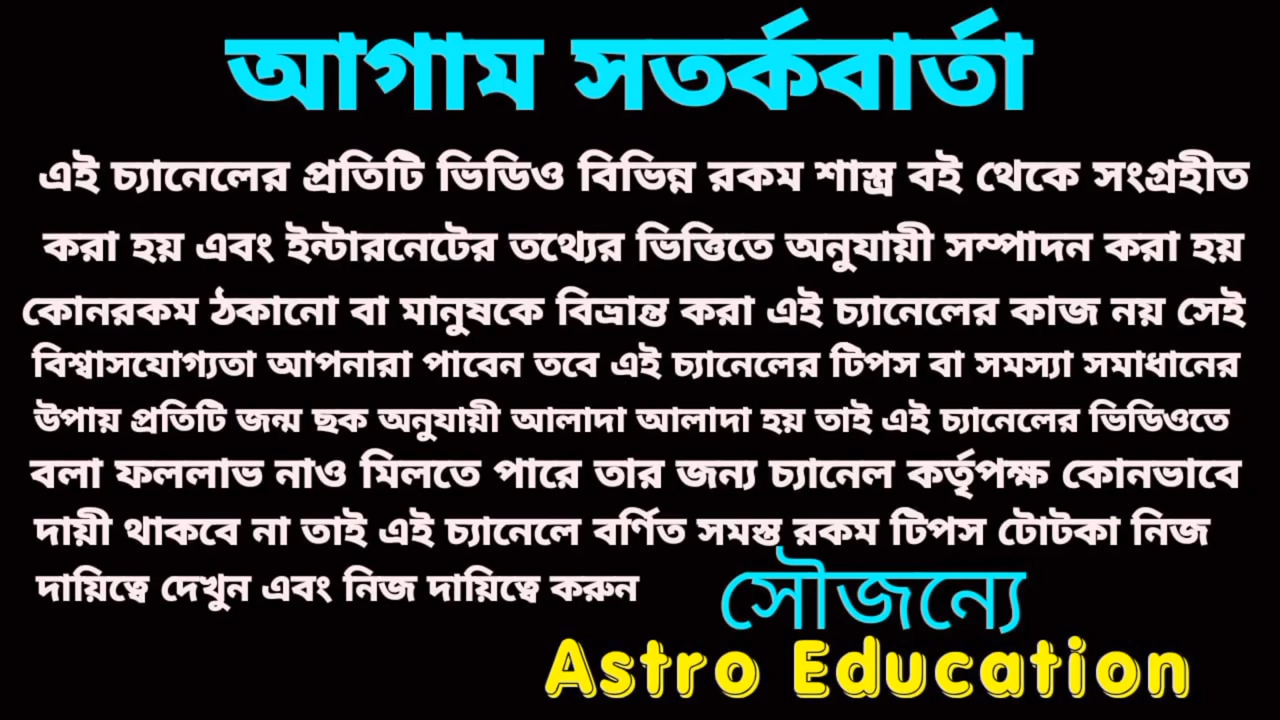 আগাম সতর্কবার্তা
এই চ্যানেলের প্রতিটি ভিডিও বিভিন্ন রকম শাস্ত্র বই থেকে সংগ্রহীত
করা হয় এবং ইন্টারনেটের তথ্যের ভিত্তিতে অনুযায়ী সম্পাদন করা হয়
কোনরকম ঠকানো বা মানুষকে বিভ্রান্ত করা এই চ্যানেলের কাজ নয় সেই
বিশ্বাসযোগ্যতা আপনারা পাবেন তবে এই চ্যানেলের টিপস বা সমস্যা সমাধানের
উপায় প্রতিটি জন্ম ছক অনুযায়ী আলাদা আলাদা হয় তাই এই চ্যানেলের ভিডিওতে
বলা ফললাভ নাও মিলতে পারে তার জন্য চ্যানেল কর্তৃপক্ষ কোনভাবে
দায়ী থাকবে না তাই এই চ্যানেলে বর্ণিত সমস্ত রকম টিপস টোটকা নিজ
দায়িত্বে দেখুন এবং নিজ দায়িত্বে করুন
সৌজন্যে
Astro Education